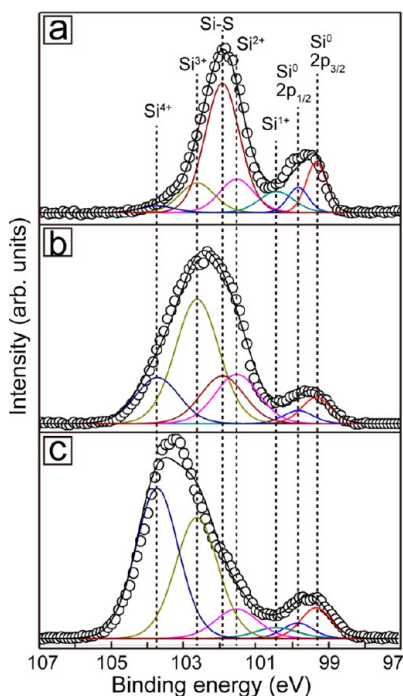 a
Si-S
Si²⁺
Si³⁺
Si⁴⁺
Si¹⁺
Si⁰
2p₁/₂
Si⁰
2p₃/₂
b
c
Intensity (arb. units)
107 105 103 101 99 97
Binding energy (eV)